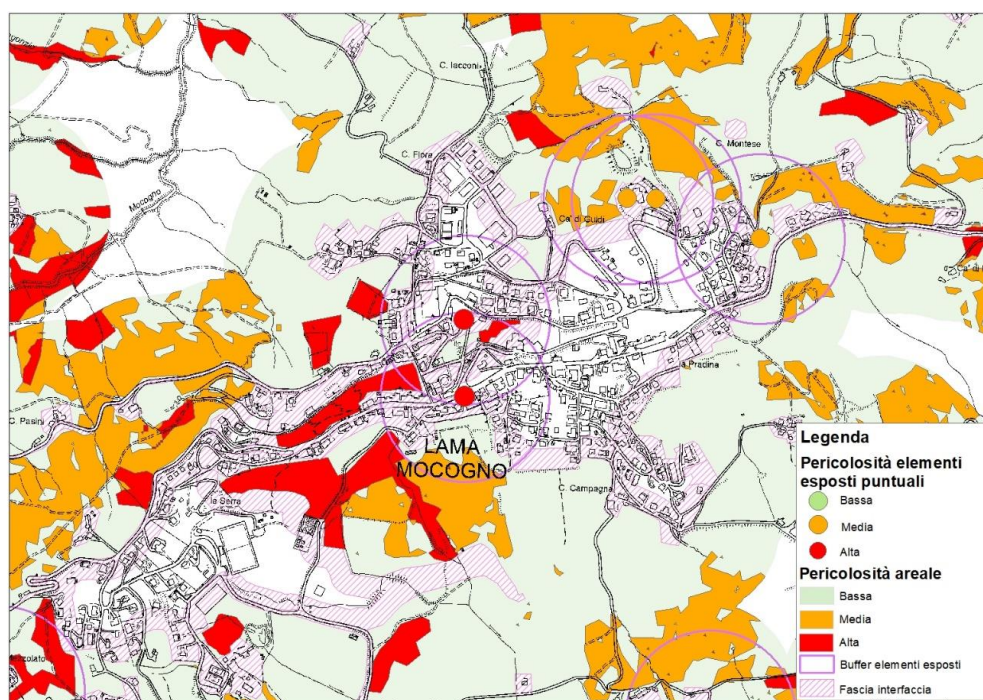 C. Iacconi
C. Montese
C. Flora
Mocogno
Ca' di Guidi
la Pradina
C. Pasini
LAMA
MOCOGNO
C. Campagna
la Serra
Legenda
Pericolosità elementi
esposti puntuali
Bassa
Media
Alta
Pericolosità areale
Bassa
Media
Alta
Buffer elementi esposti
Fascia interfaccia